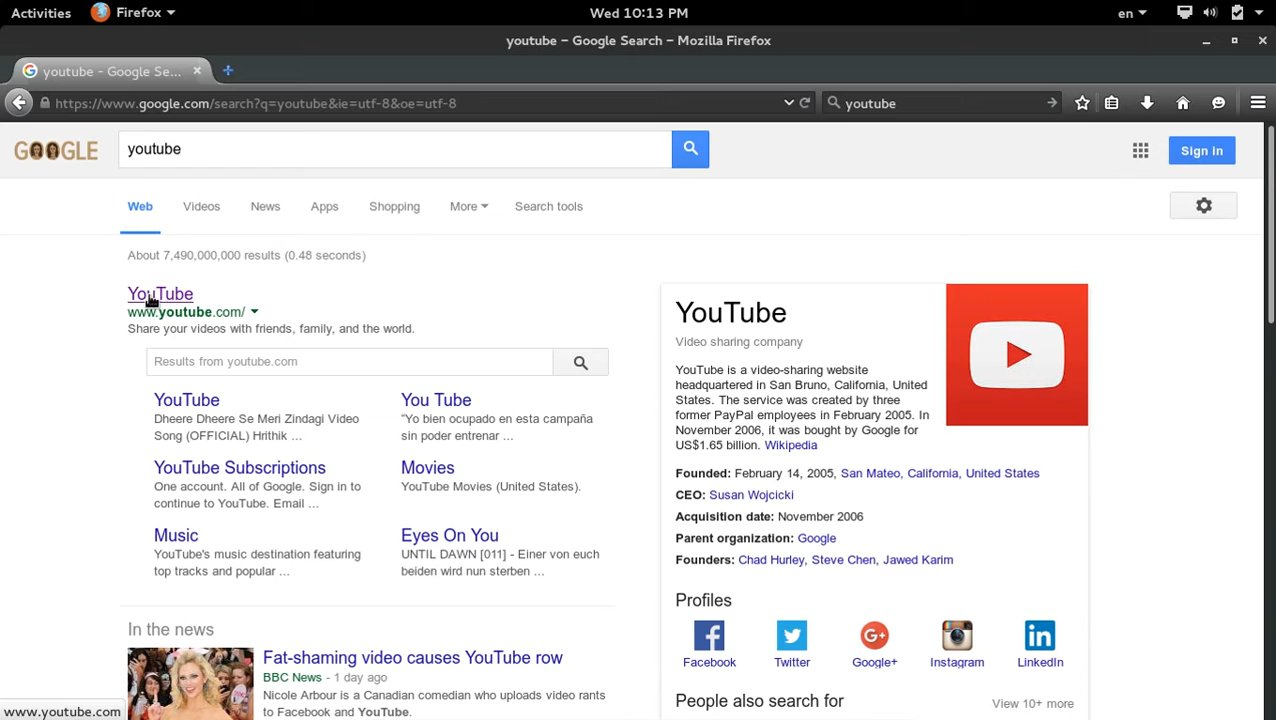 Activities Firefox Wed 10:13 PM en
youtube – Google Search – Mozilla Firefox
youtube - Google Se...
https://www.google.com/search?q=youtube&ie=utf-8&oe=utf-8 youtube
GOOGLE youtube Sign in
Web Videos News Apps Shopping More Search tools
About 7,490,000,000 results (0.48 seconds)
YouTube
www.youtube.com/
Share your videos with friends, family, and the world.
Results from youtube.com
YouTube
Dheere Dheere Se Meri Zindagi Video
Song (OFFICIAL) Hrithik ...
You Tube
"Yo bien ocupado en esta campaña
sin poder entrenar ...
YouTube Subscriptions
One account. All of Google. Sign in to
continue to YouTube. Email ...
Movies
YouTube Movies (United States).
Music
YouTube's music destination featuring
top tracks and popular ...
Eyes On You
UNTIL DAWN [011] - Einer von euch
beiden wird nun sterben ...
In the news
Fat-shaming video causes YouTube row
BBC News - 1 day ago
Nicole Arbour is a Canadian comedian who uploads video rants
to Facebook and YouTube.
YouTube
Video sharing company
YouTube is a video-sharing website
headquartered in San Bruno, California, United
States. The service was created by three
former PayPal employees in February 2005. In
November 2006, it was bought by Google for
US$1.65 billion. Wikipedia
Founded: February 14, 2005, San Mateo, California, United States
CEO: Susan Wojcicki
Acquisition date: November 2006
Parent organization: Google
Founders: Chad Hurley, Steve Chen, Jawed Karim
Profiles
Facebook Twitter Google+ Instagram LinkedIn
People also search for View 10+ more
www.youtube.com